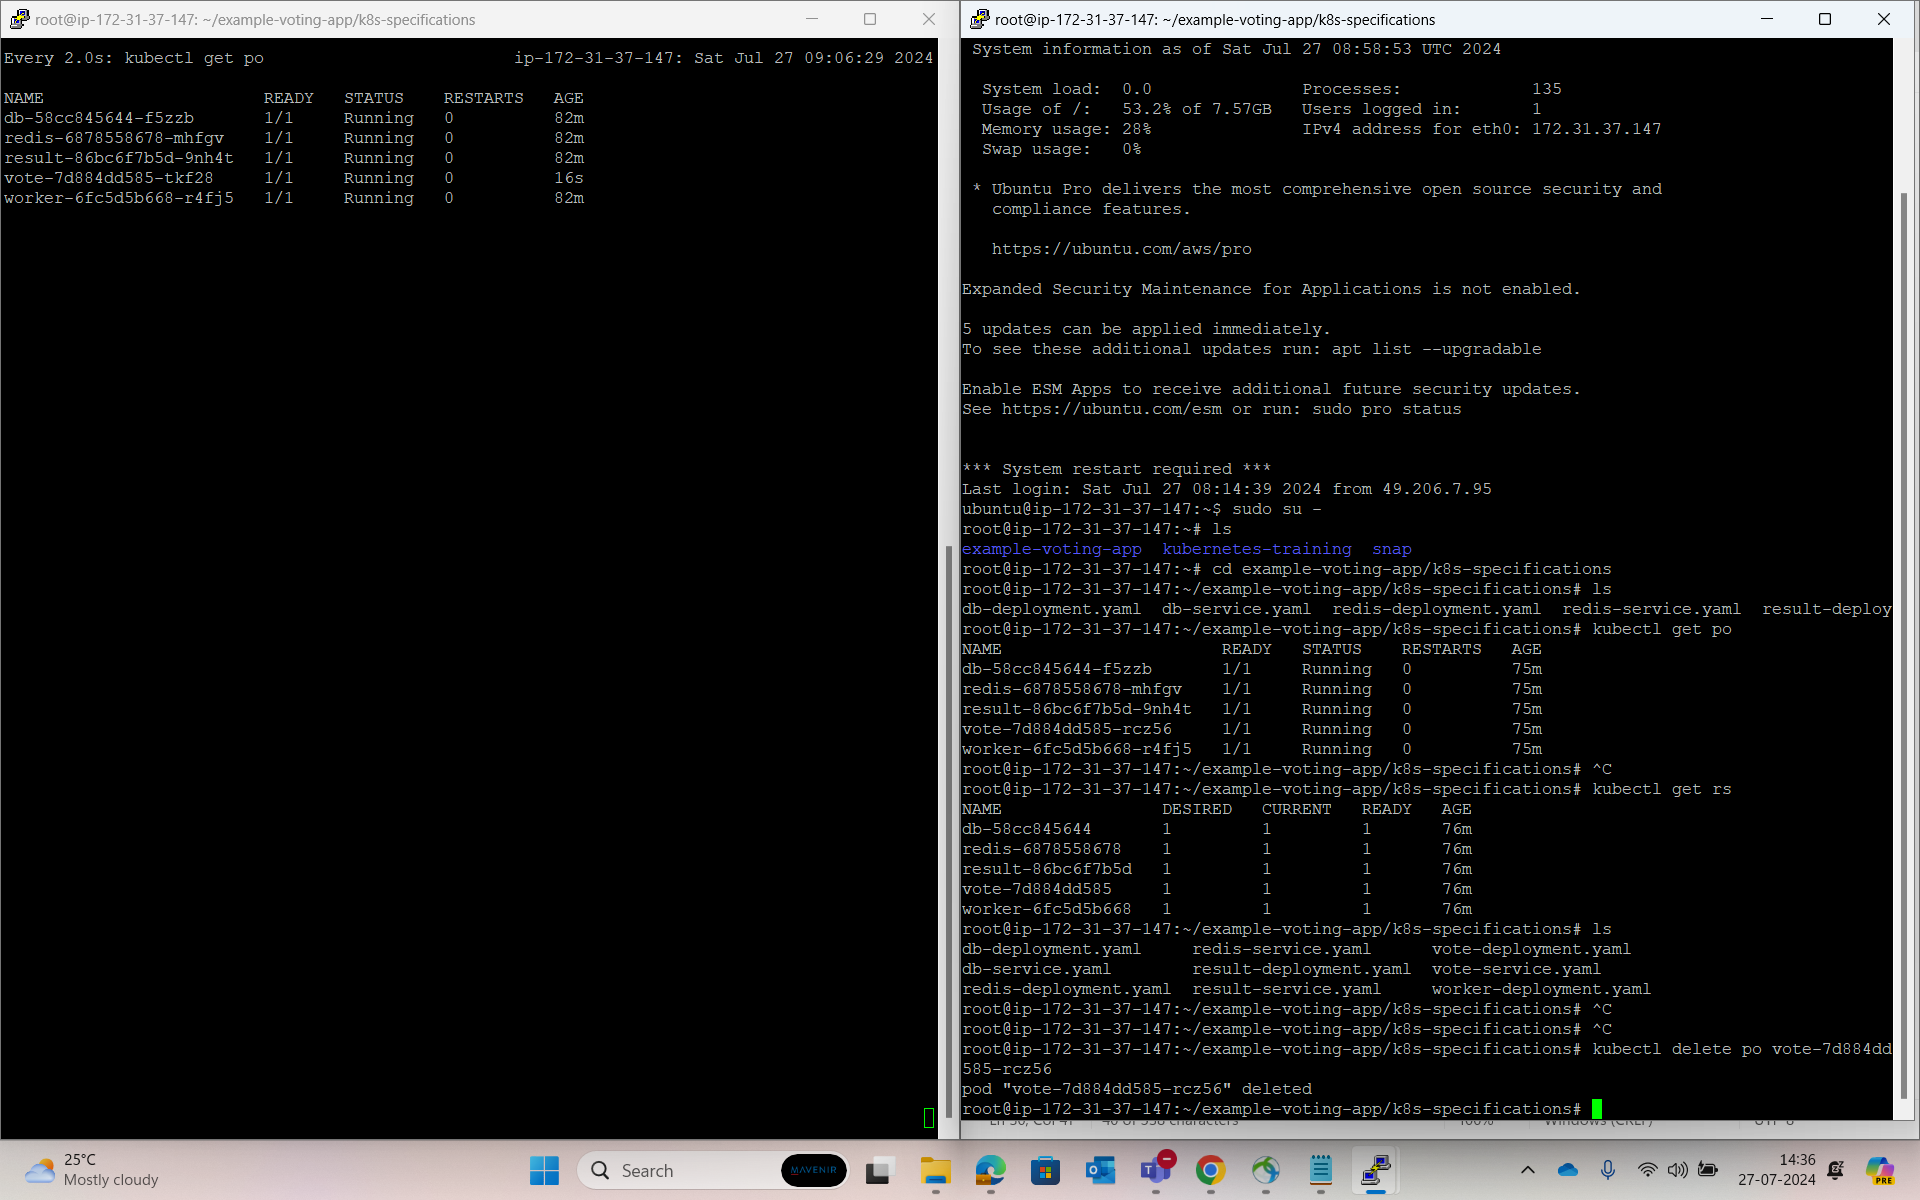 root@ip-172-31-37-147: ~/example-voting-app/k8s-specifications
Every 2.0s: kubectl get po ip-172-31-37-147: Sat Jul 27 09:06:29 2024
NAME READY STATUS RESTARTS AGE
db-58cc845644-f5zzb 1/1 Running 0 82m
redis-6878558678-mhfgv 1/1 Running 0 82m
result-86bc6f7b5d-9nh4t 1/1 Running 0 82m
vote-7d884dd585-tkf28 1/1 Running 0 16s
worker-6fc5d5b668-r4fj5 1/1 Running 0 82m
root@ip-172-31-37-147: ~/example-voting-app/k8s-specifications
System information as of Sat Jul 27 08:58:53 UTC 2024
System load: 0.0 Processes: 135
Usage of /: 53.2% of 7.57GB Users logged in: 1
Memory usage: 28% IPv4 address for eth0: 172.31.37.147
Swap usage: 0%
* Ubuntu Pro delivers the most comprehensive open source security and
compliance features.
https://ubuntu.com/aws/pro
Expanded Security Maintenance for Applications is not enabled.
5 updates can be applied immediately.
To see these additional updates run: apt list --upgradable
Enable ESM Apps to receive additional future security updates.
See https://ubuntu.com/esm or run: sudo pro status
*** System restart required ***
Last login: Sat Jul 27 08:14:39 2024 from 49.206.7.95
ubuntu@ip-172-31-37-147:~$ sudo su -
root@ip-172-31-37-147:~# ls
example-voting-app kubernetes-training snap
root@ip-172-31-37-147:~# cd example-voting-app/k8s-specifications
root@ip-172-31-37-147:~/example-voting-app/k8s-specifications# ls
db-deployment.yaml db-service.yaml redis-deployment.yaml redis-service.yaml result-deploy
root@ip-172-31-37-147:~/example-voting-app/k8s-specifications# kubectl get po
NAME READY STATUS RESTARTS AGE
db-58cc845644-f5zzb 1/1 Running 0 75m
redis-6878558678-mhfgv 1/1 Running 0 75m
result-86bc6f7b5d-9nh4t 1/1 Running 0 75m
vote-7d884dd585-rcz56 1/1 Running 0 75m
worker-6fc5d5b668-r4fj5 1/1 Running 0 75m
root@ip-172-31-37-147:~/example-voting-app/k8s-specifications# ^C
root@ip-172-31-37-147:~/example-voting-app/k8s-specifications# kubectl get rs
NAME DESIRED CURRENT READY AGE
db-58cc845644 1 1 1 76m
redis-6878558678 1 1 1 76m
result-86bc6f7b5d 1 1 1 76m
vote-7d884dd585 1 1 1 76m
worker-6fc5d5b668 1 1 1 76m
root@ip-172-31-37-147:~/example-voting-app/k8s-specifications# ls
db-deployment.yaml redis-service.yaml vote-deployment.yaml
db-service.yaml result-deployment.yaml vote-service.yaml
redis-deployment.yaml result-service.yaml worker-deployment.yaml
root@ip-172-31-37-147:~/example-voting-app/k8s-specifications# ^C
root@ip-172-31-37-147:~/example-voting-app/k8s-specifications# ^C
root@ip-172-31-37-147:~/example-voting-app/k8s-specifications# kubectl delete po vote-7d884dd
585-rcz56
pod "vote-7d884dd585-rcz56" deleted
root@ip-172-31-37-147:~/example-voting-app/k8s-specifications#
25°C
Mostly cloudy
Search
MAVENIR
PRE
14:36
27-07-2024